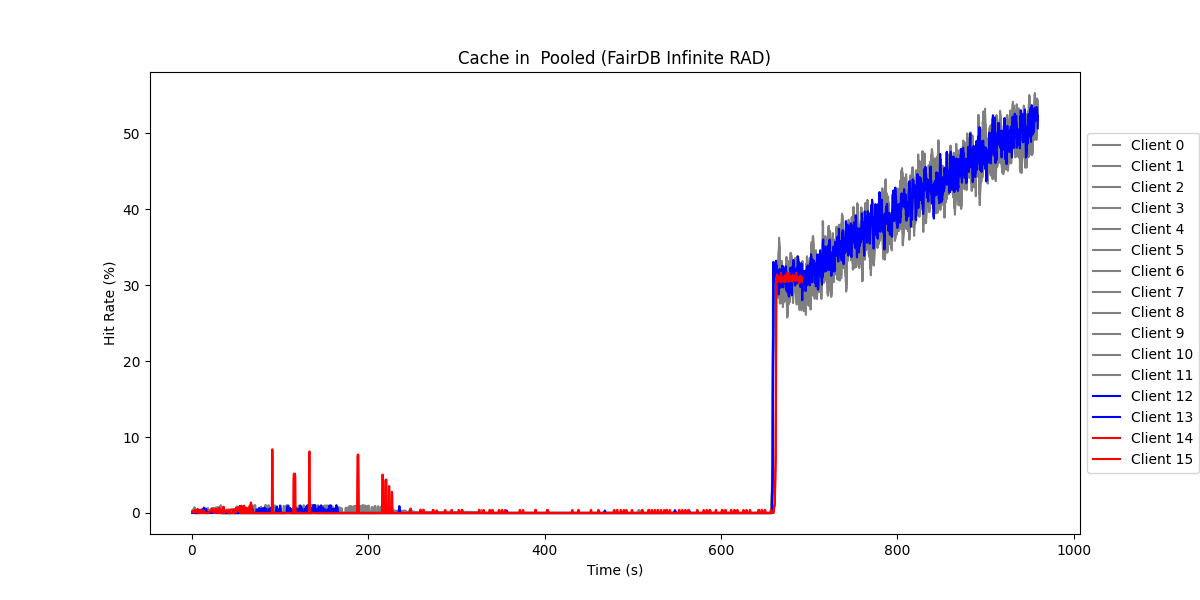 Cache in  Pooled (FairDB Infinite RAD)
Hit Rate (%)
50
40
30
20
10
0
0 200 400 600 800 1000
Time (s)
Client 0
Client 1
Client 2
Client 3
Client 4
Client 5
Client 6
Client 7
Client 8
Client 9
Client 10
Client 11
Client 12
Client 13
Client 14
Client 15